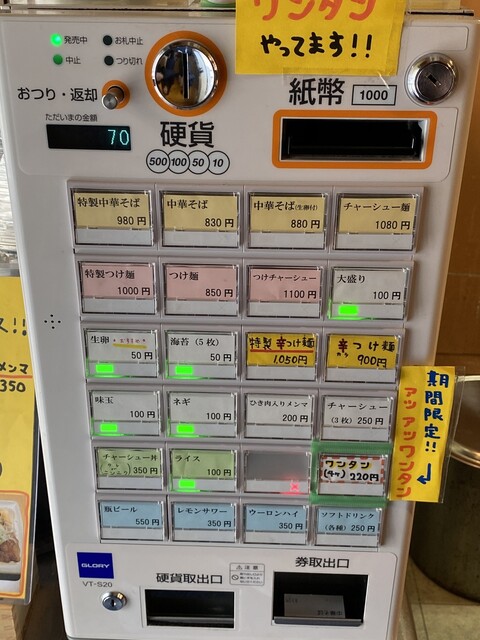 ワンタン
やってます!!
発売中
お札中止
中止
つり切れ
おつり・返却
ただいまの金額
70
硬貨
500 100 50 10
紙幣 1000
特製中華そば
980円
中華そば
830円
中華そば(生卵付)
880円
チャーシュー麺
1080円
特製つけ麺
1000円
つけ麺
850円
つけチャーシュー
1100円
大盛り
100円
生卵
50円
海苔(5枚)
50円
特製辛つけ麺
1,050円
辛つけ麺
900円
味玉
100円
ネギ
100円
ひき肉入りメンマ
200円
チャーシュー
(3枚)250円
チャーシュー丼
350円
ライス
100円
ワンタン
(4ヶ)220円
瓶ビール
550円
レモンサワー
350円
ウーロンハイ
350円
ソフトドリンク
(各種)250円
期間限定!!
アツアツワンタン
ス!!
メンマ
350
GLORY
VT-S20
硬貨取出口
注意
券取出口